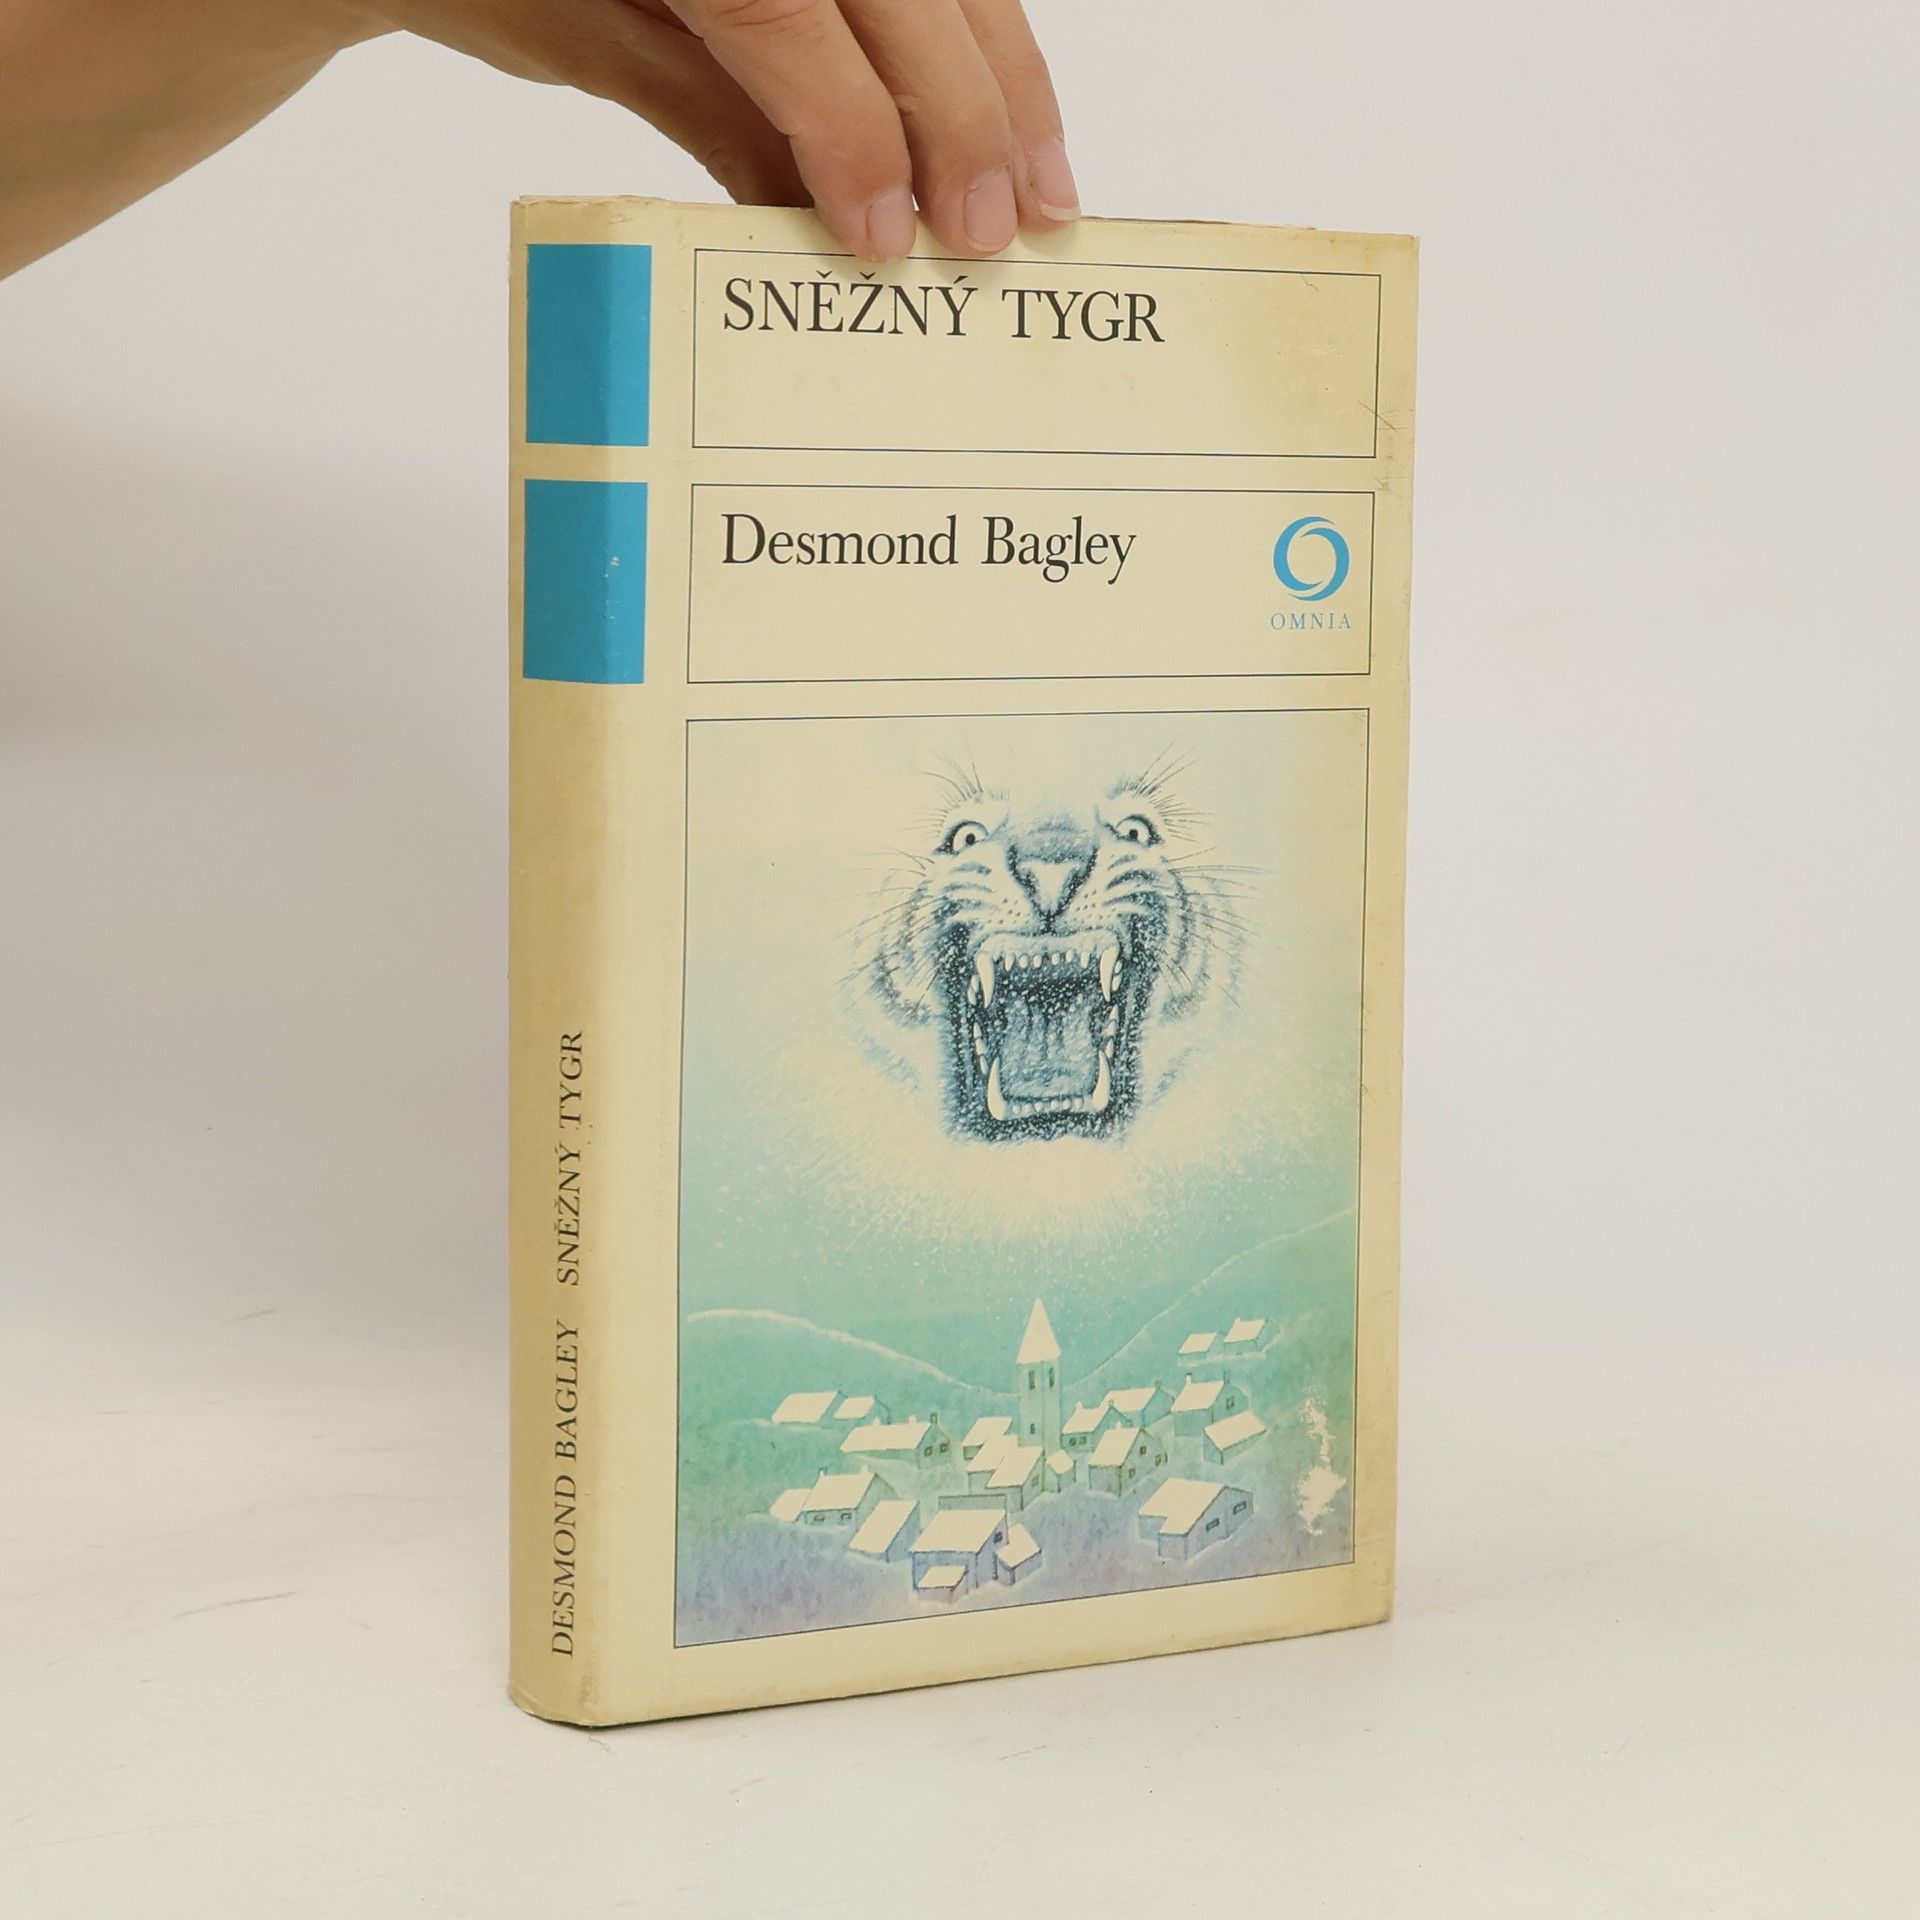 SNĚŽNÝ TYGR
Desmond Bagley
OMNIA
DESMOND BAGLEY SNĚŽNÝ TYGR